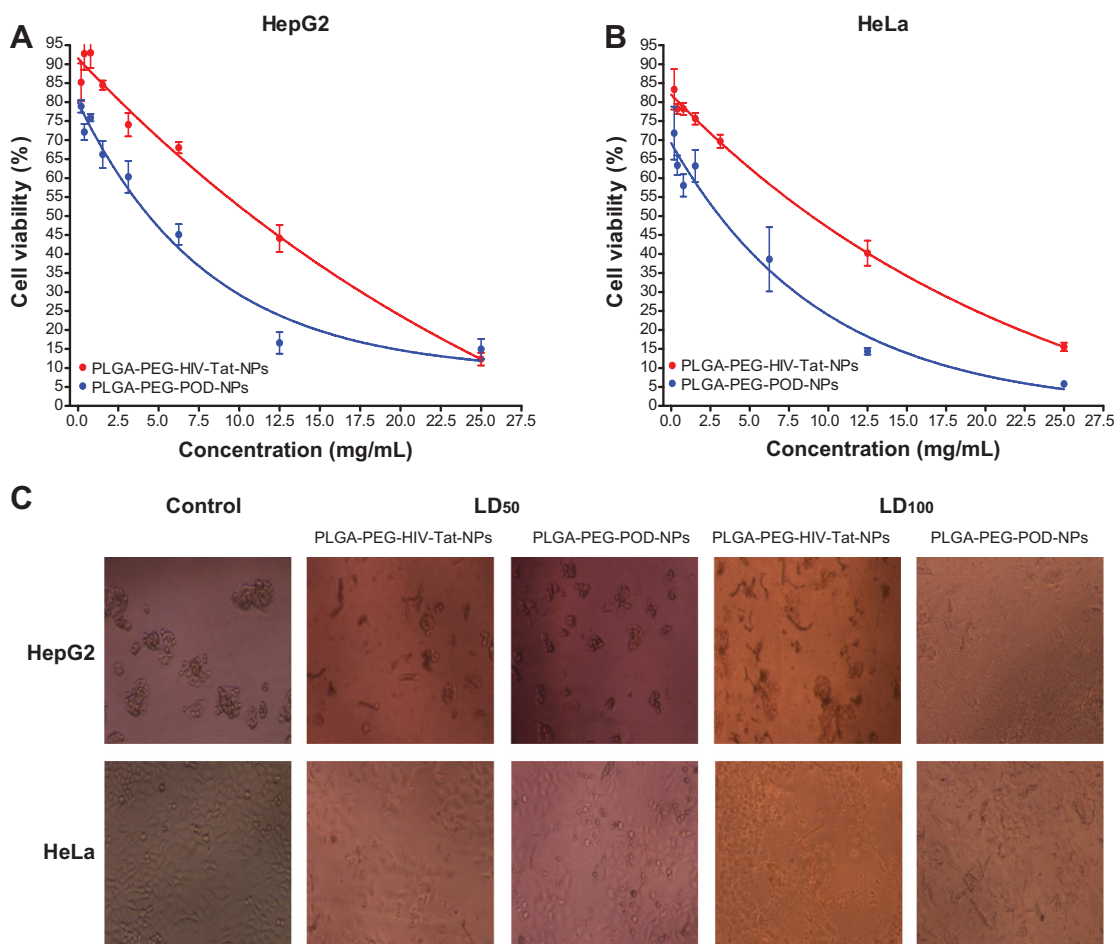 A
HepG2
Cell viability (%)
95
90
85
80
75
70
65
60
55
50
45
40
35
30
25
20
15
10
5
0
PLGA-PEG-HIV-Tat-NPs
PLGA-PEG-POD-NPs
0.0 2.5 5.0 7.5 10.0 12.5 15.0 17.5 20.0 22.5 25.0 27.5
Concentration (mg/mL)
B
HeLa
Cell viability (%)
95
90
85
80
75
70
65
60
55
50
45
40
35
30
25
20
15
10
5
0
PLGA-PEG-HIV-Tat-NPs
PLGA-PEG-POD-NPs
0.0 2.5 5.0 7.5 10.0 12.5 15.0 17.5 20.0 22.5 25.0 27.5
Concentration (mg/mL)
C
Control LD50 LD100
PLGA-PEG-HIV-Tat-NPs PLGA-PEG-POD-NPs PLGA-PEG-HIV-Tat-NPs PLGA-PEG-POD-NPs
HepG2
HeLa